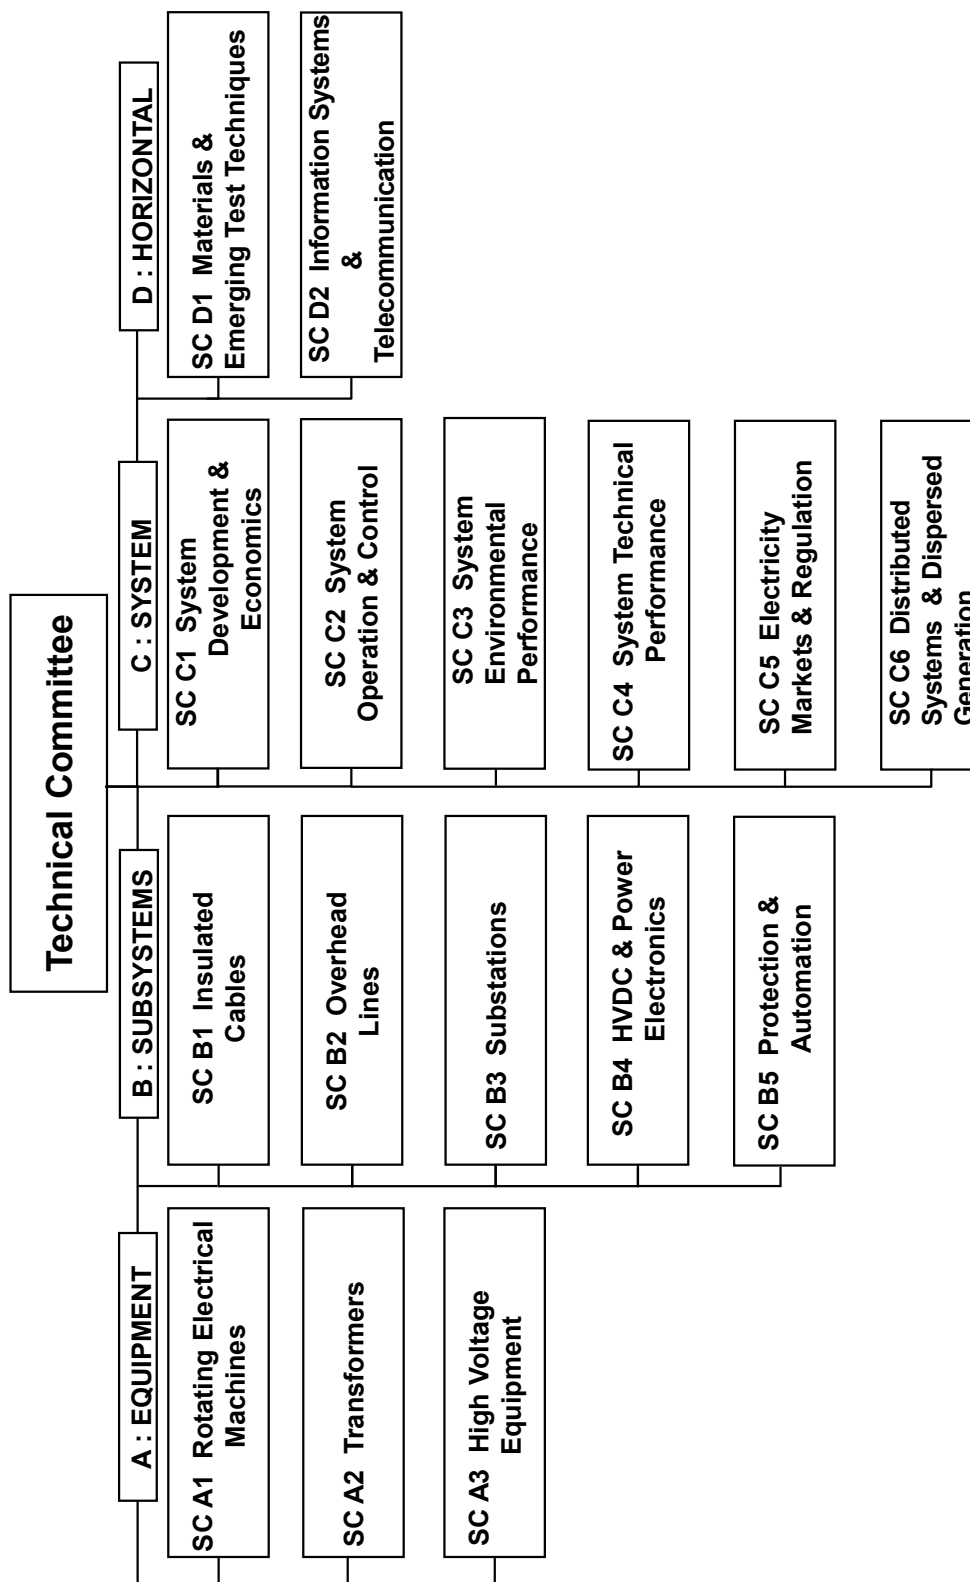 Technical Committee
A : EQUIPMENT
SC A1 Rotating Electrical
Machines
SC A2 Transformers
SC A3 High Voltage
Equipment
B : SUBSYSTEMS
SC B1 Insulated
Cables
SC B2 Overhead
Lines
SC B3 Substations
SC B4 HVDC & Power
Electronics
SC B5 Protection &
Automation
C : SYSTEM
SC C1 System
Development &
Economics
SC C2 System
Operation & Control
SC C3 System
Environmental
Performance
SC C4 System Technical
Performance
SC C5 Electricity
Markets & Regulation
SC C6 Distributed
Systems & Dispersed
Generation
D : HORIZONTAL
SC D1 Materials &
Emerging Test Techniques
SC D2 Information Systems
&
Telecommunication